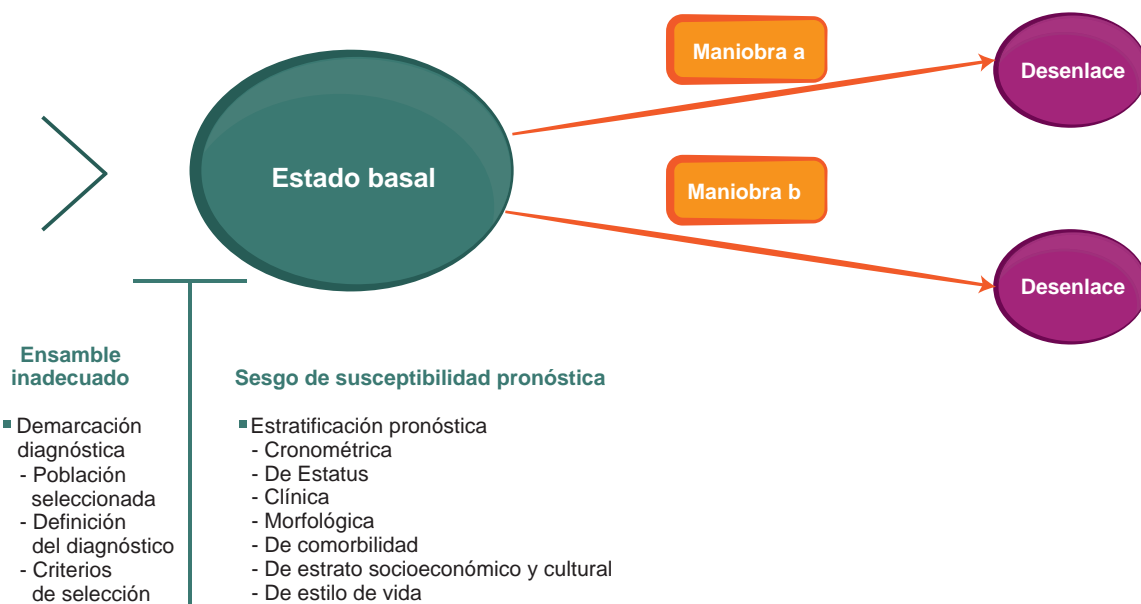 Maniobra a
Desenlace
Estado basal
Maniobra b
Desenlace
Ensamble
inadecuado
Demarcación
diagnóstica
- Población
seleccionada
- Definición
del diagnóstico
- Criterios
de selección
Sesgo de susceptibilidad pronóstica
Estratificación pronóstica
- Cronométrica
- De Estatus
- Clínica
- Morfológica
- De comorbilidad
- De estrato socioeconómico y cultural
- De estilo de vida